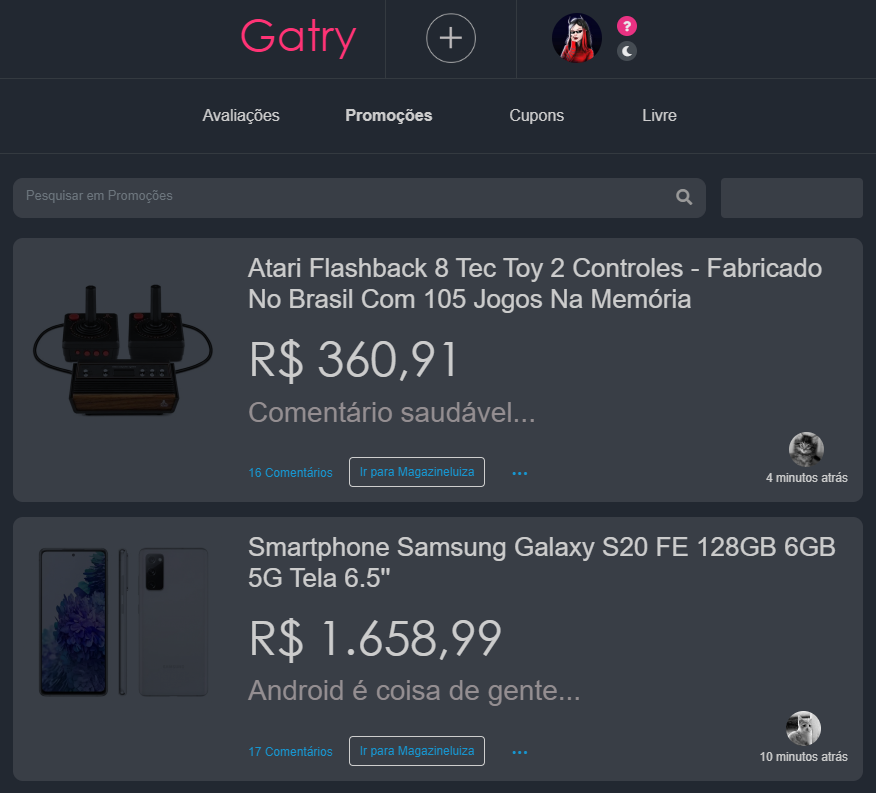 Gatry
?
Avaliações Promoções Cupons Livre
Pesquisar em Promoções
Atari Flashback 8 Tec Toy 2 Controles - Fabricado
No Brasil Com 105 Jogos Na Memória
R$ 360,91
Comentário saudável...
16 Comentários Ir para Magazineluiza ...
4 minutos atrás
Smartphone Samsung Galaxy S20 FE 128GB 6GB
5G Tela 6.5"
R$ 1.658,99
Android é coisa de gente...
17 Comentários Ir para Magazineluiza ...
10 minutos atrás